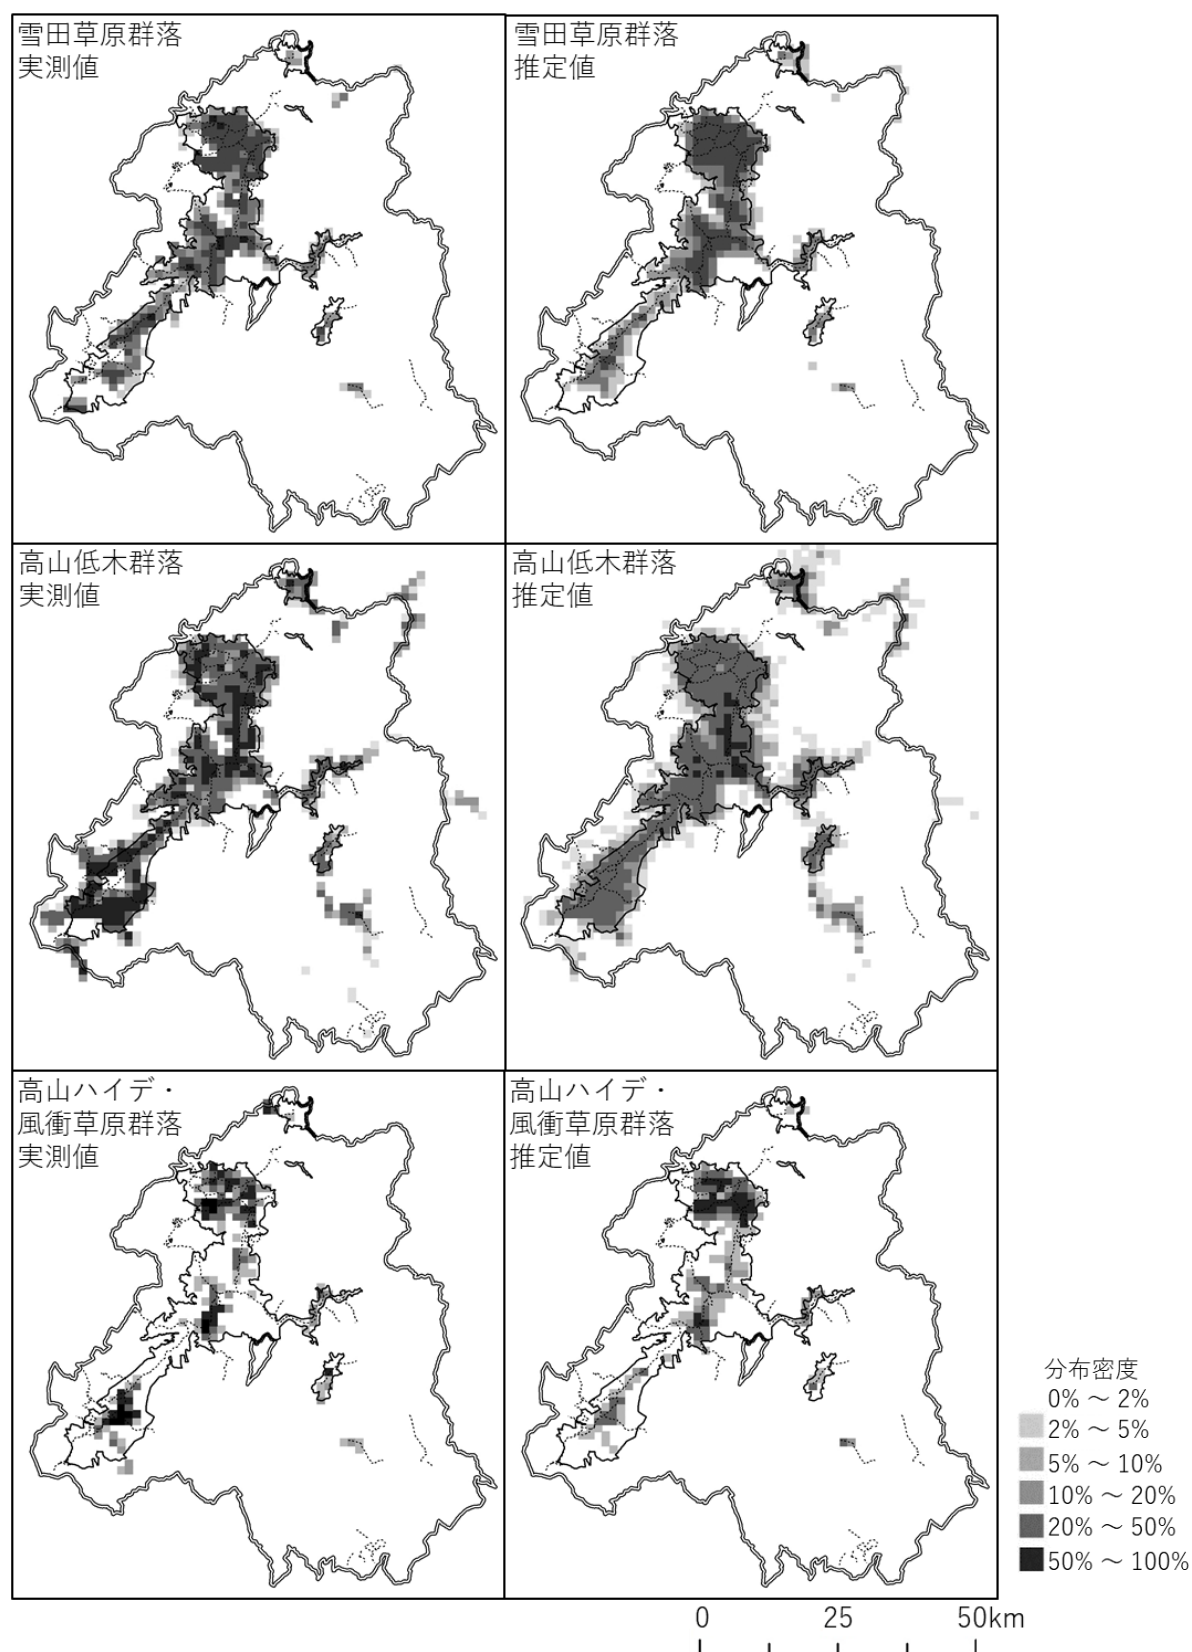 雪田草原群落
実測値
雪田草原群落
推定値
高山低木群落
実測値
高山低木群落
推定値
高山ハイデ・
風衝草原群落
実測値
高山ハイデ・
風衝草原群落
推定値
分布密度
0% ~ 2%
2% ~ 5%
5% ~ 10%
10% ~ 20%
20% ~ 50%
50% ~ 100%
0 25 50km